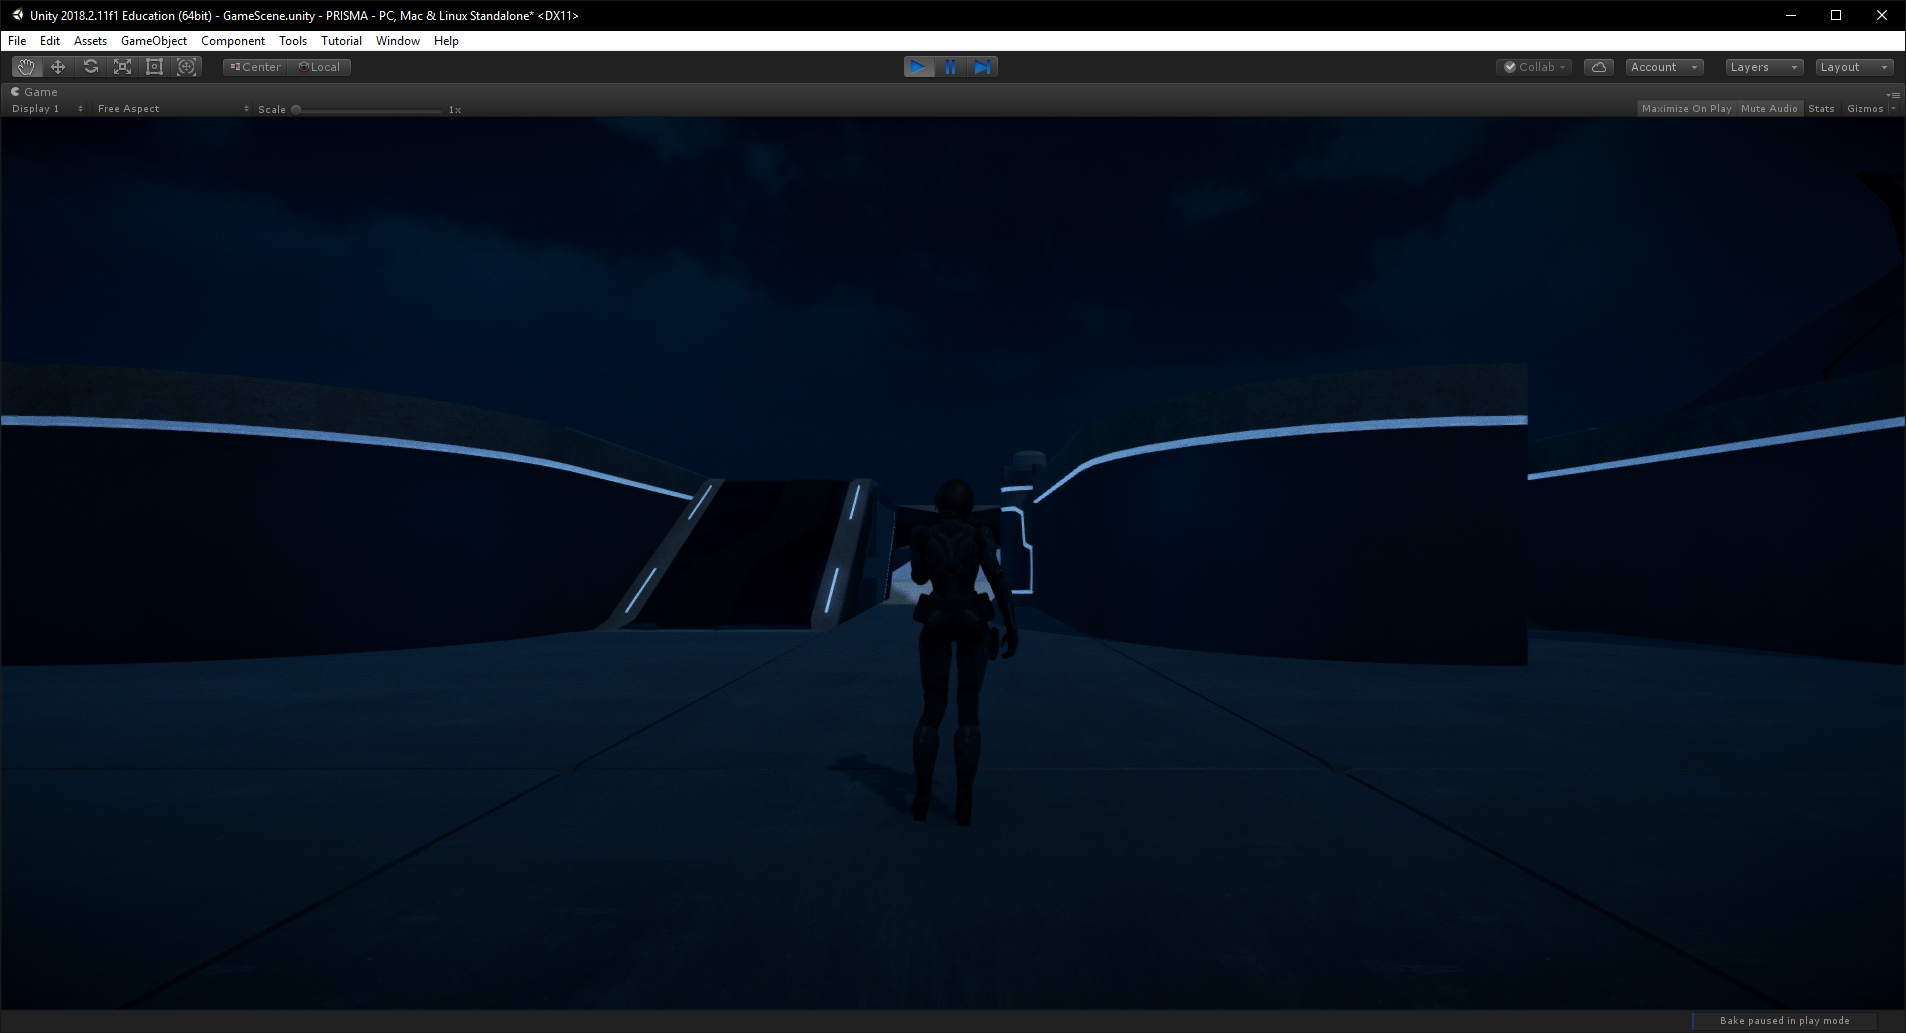 Unity 2018.2.11f1 Education (64bit) - GameScene.unity - PRISMA - PC, Mac & Linux Standalone* <DX11>
File Edit Assets GameObject Component Tools Tutorial Window Help
Center Local Collab Account Layers Layout
Game
Display 1 Free Aspect Scale 1x Maximize On Play Mute Audio Stats Gizmos
Bake paused in play mode